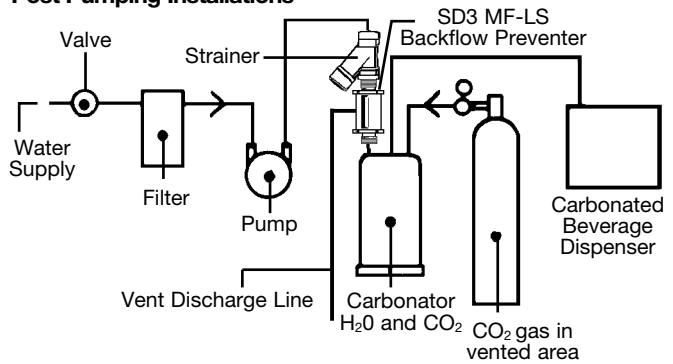 Post Pumping Installations
SD3 MF-LS
Backflow Preventer
Valve
Strainer
Water
Supply
Filter
Pump
Carbonated
Beverage
Dispenser
Vent Discharge Line
Carbonator
H20 and CO2
CO2 gas in
vented area